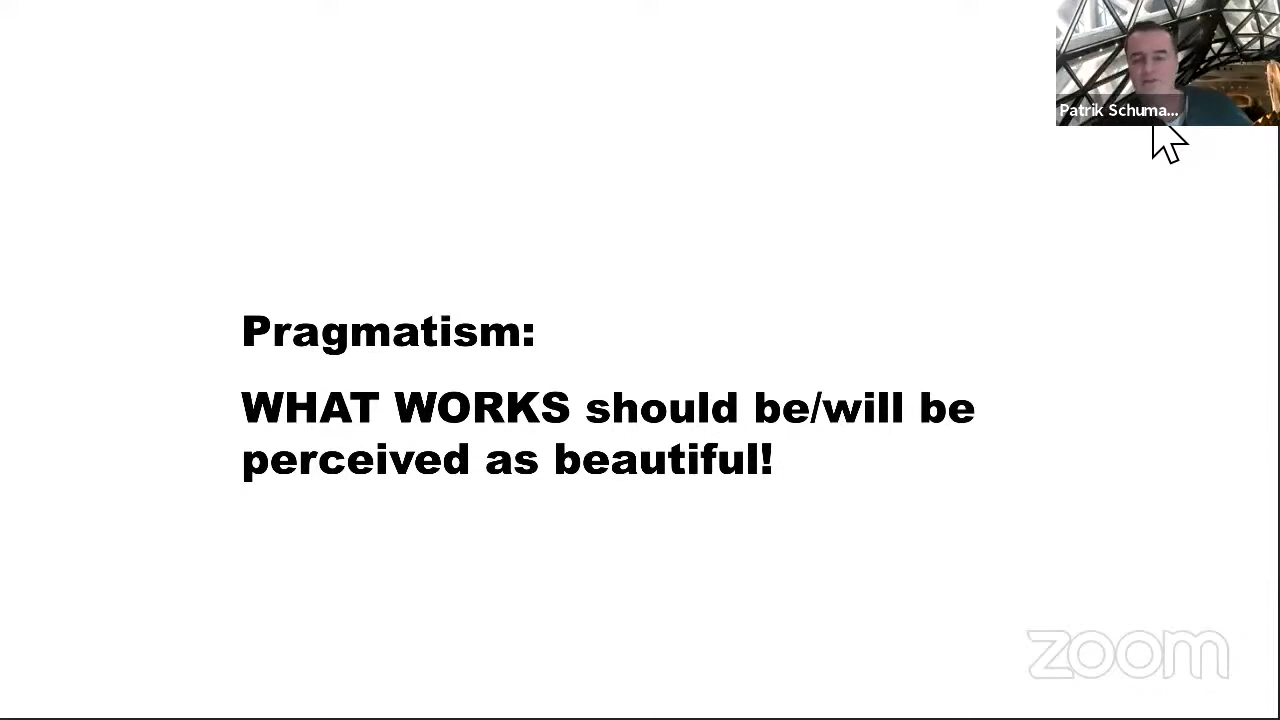 Patrik Schuma...
Pragmatism:
WHAT WORKS should be/will be
perceived as beautiful!
zoom